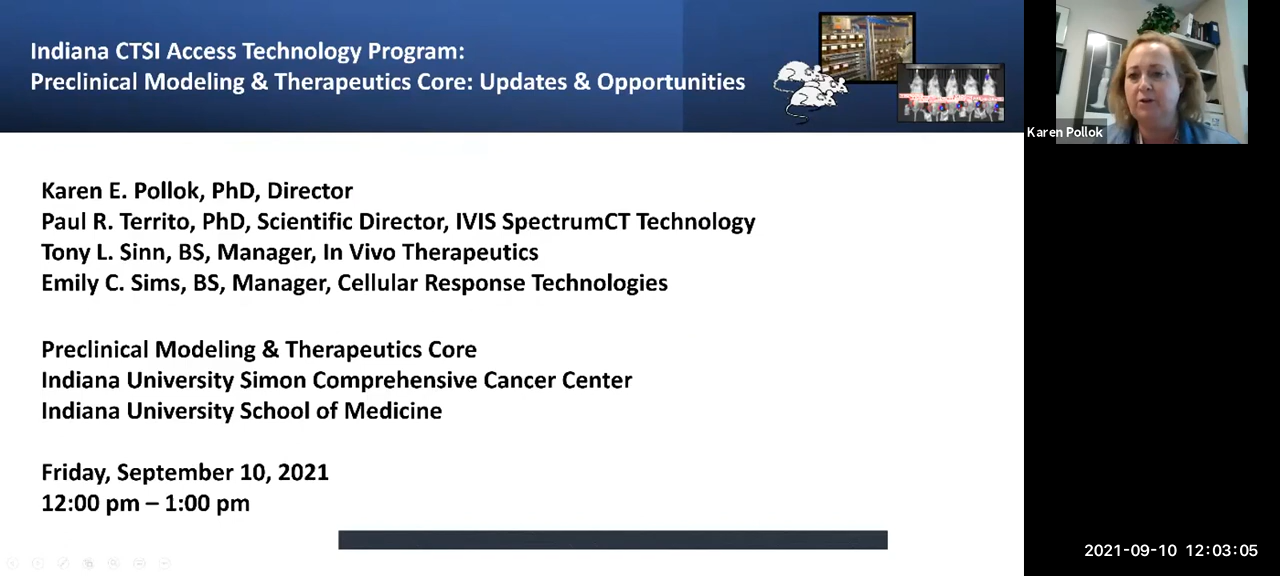 Indiana CTSI Access Technology Program:
Preclinical Modeling & Therapeutics Core: Updates & Opportunities
Karen E. Pollok, PhD, Director
Paul R. Territo, PhD, Scientific Director, IVIS SpectrumCT Technology
Tony L. Sinn, BS, Manager, In Vivo Therapeutics
Emily C. Sims, BS, Manager, Cellular Response Technologies
Preclinical Modeling & Therapeutics Core
Indiana University Simon Comprehensive Cancer Center
Indiana University School of Medicine
Friday, September 10, 2021
12:00 pm – 1:00 pm
Karen Pollok
2021-09-10 12:03:05